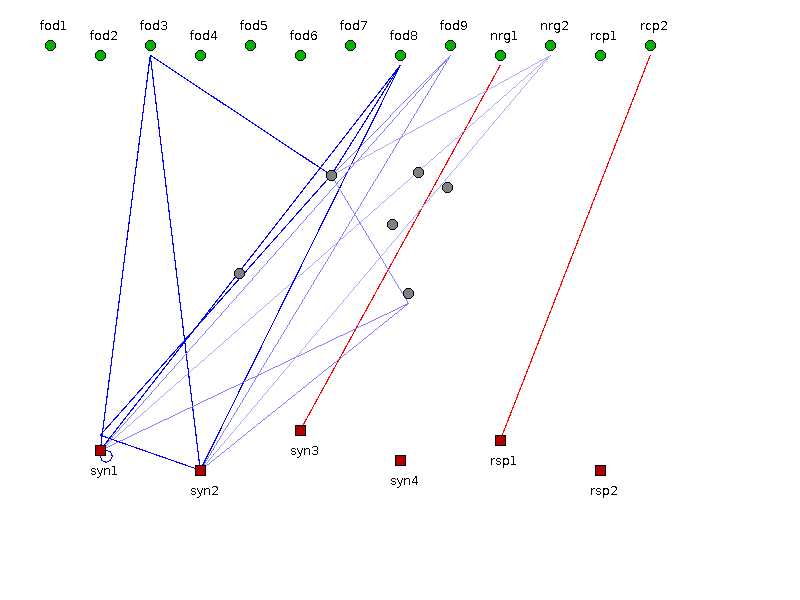 fod1 fod2 fod3 fod4 fod5 fod6 fod7 fod8 fod9 nrg1 nrg2 rcp1 rcp2
syn1 syn2 syn3 syn4 rsp1 rsp2